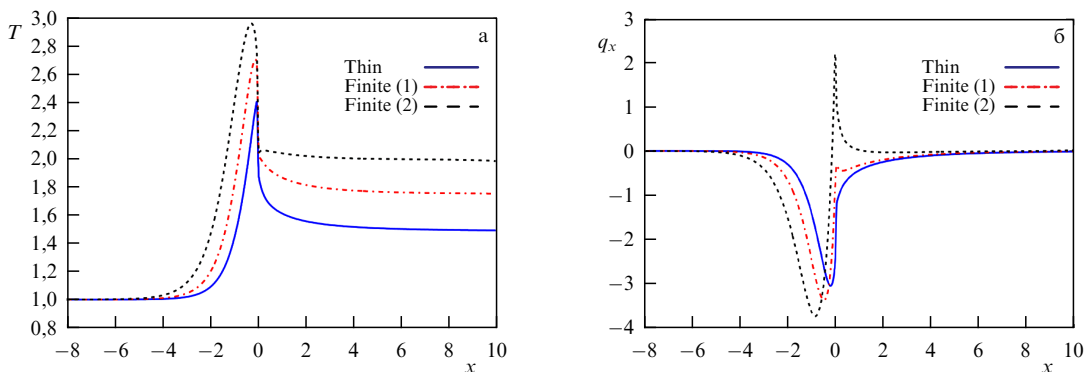 T
3,0
2,8
2,6
2,4
2,2
2,0
1,8
1,6
1,4
1,2
1,0
0,8
−8 −6 −4 −2 0 2 4 6 8 10
x
а
Thin
Finite (1)
Finite (2)
qx
3
2
1
0
−1
−2
−3
−4
−8 −6 −4 −2 0 2 4 6 8 10
x
б
Thin
Finite (1)
Finite (2)